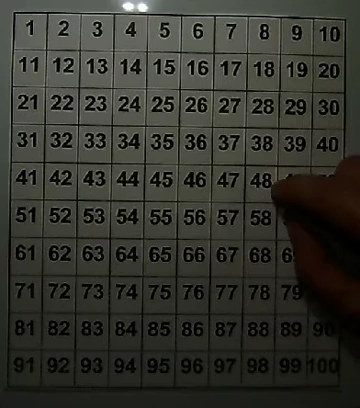 1 2 3 4 5 6 7 8 9 10
11 12 13 14 15 16 17 18 19 20
21 22 23 24 25 26 27 28 29 30
31 32 33 34 35 36 37 38 39 40
41 42 43 44 45 46 47 48
51 52 53 54 55 56 57 58
61 62 63 64 65 66 67 68
71 72 73 74 75 76 77 78 79
81 82 83 84 85 86 87 88 89 90
91 92 93 94 95 96 97 98 99 100